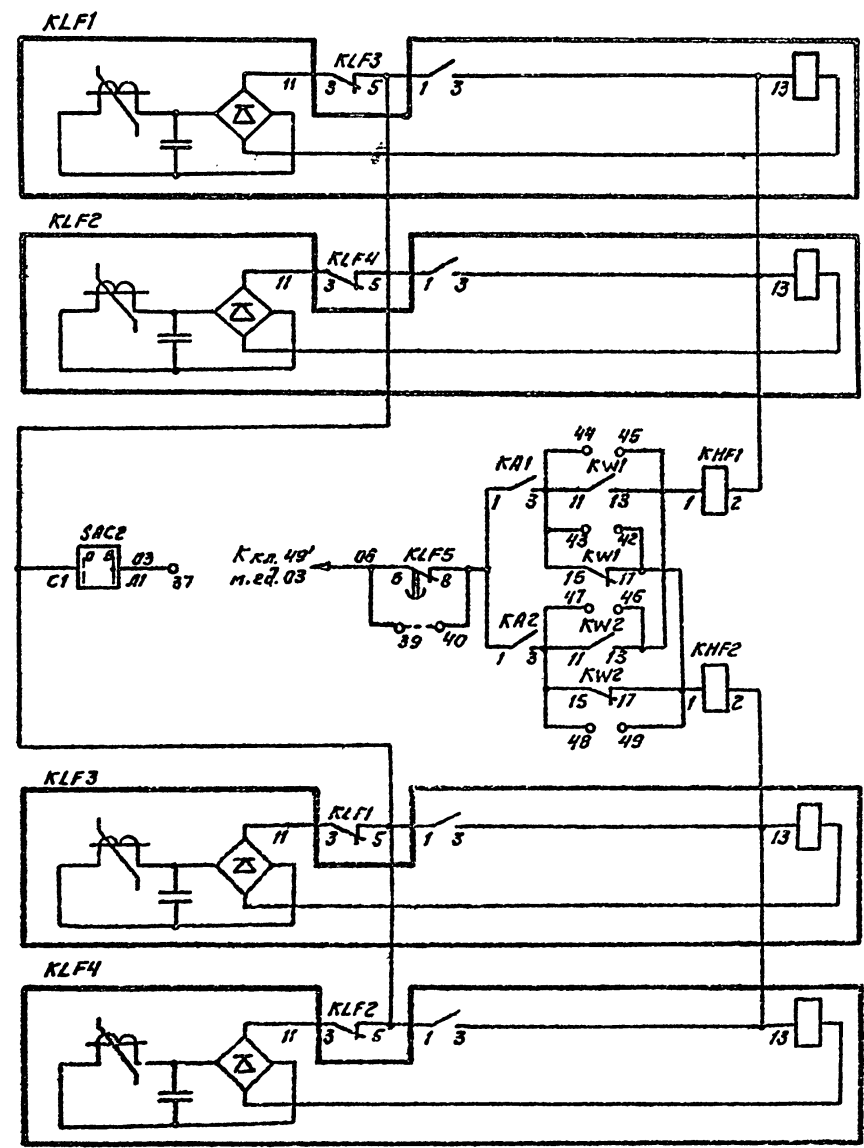 KLF1
KLF3
11 3 5 1 3 13
KLF2
KLF4
11 3 5 1 3 13
44 45
KA1 KW1 KHF1
1 3 11 13 1 2
SAC2
О В
С1 03 Л1 37
К кл. 49'
м.ед. 03
06 KLF5
6 8
39 40
43 42
KW1
15 17
47 46
KA2 KW2 KHF2
1 3 11 13
KW2
15 17 1 2
48 49
KLF3
KLF1
11 3 5 1 3 13
KLF4
KLF2
11 3 5 1 3 13